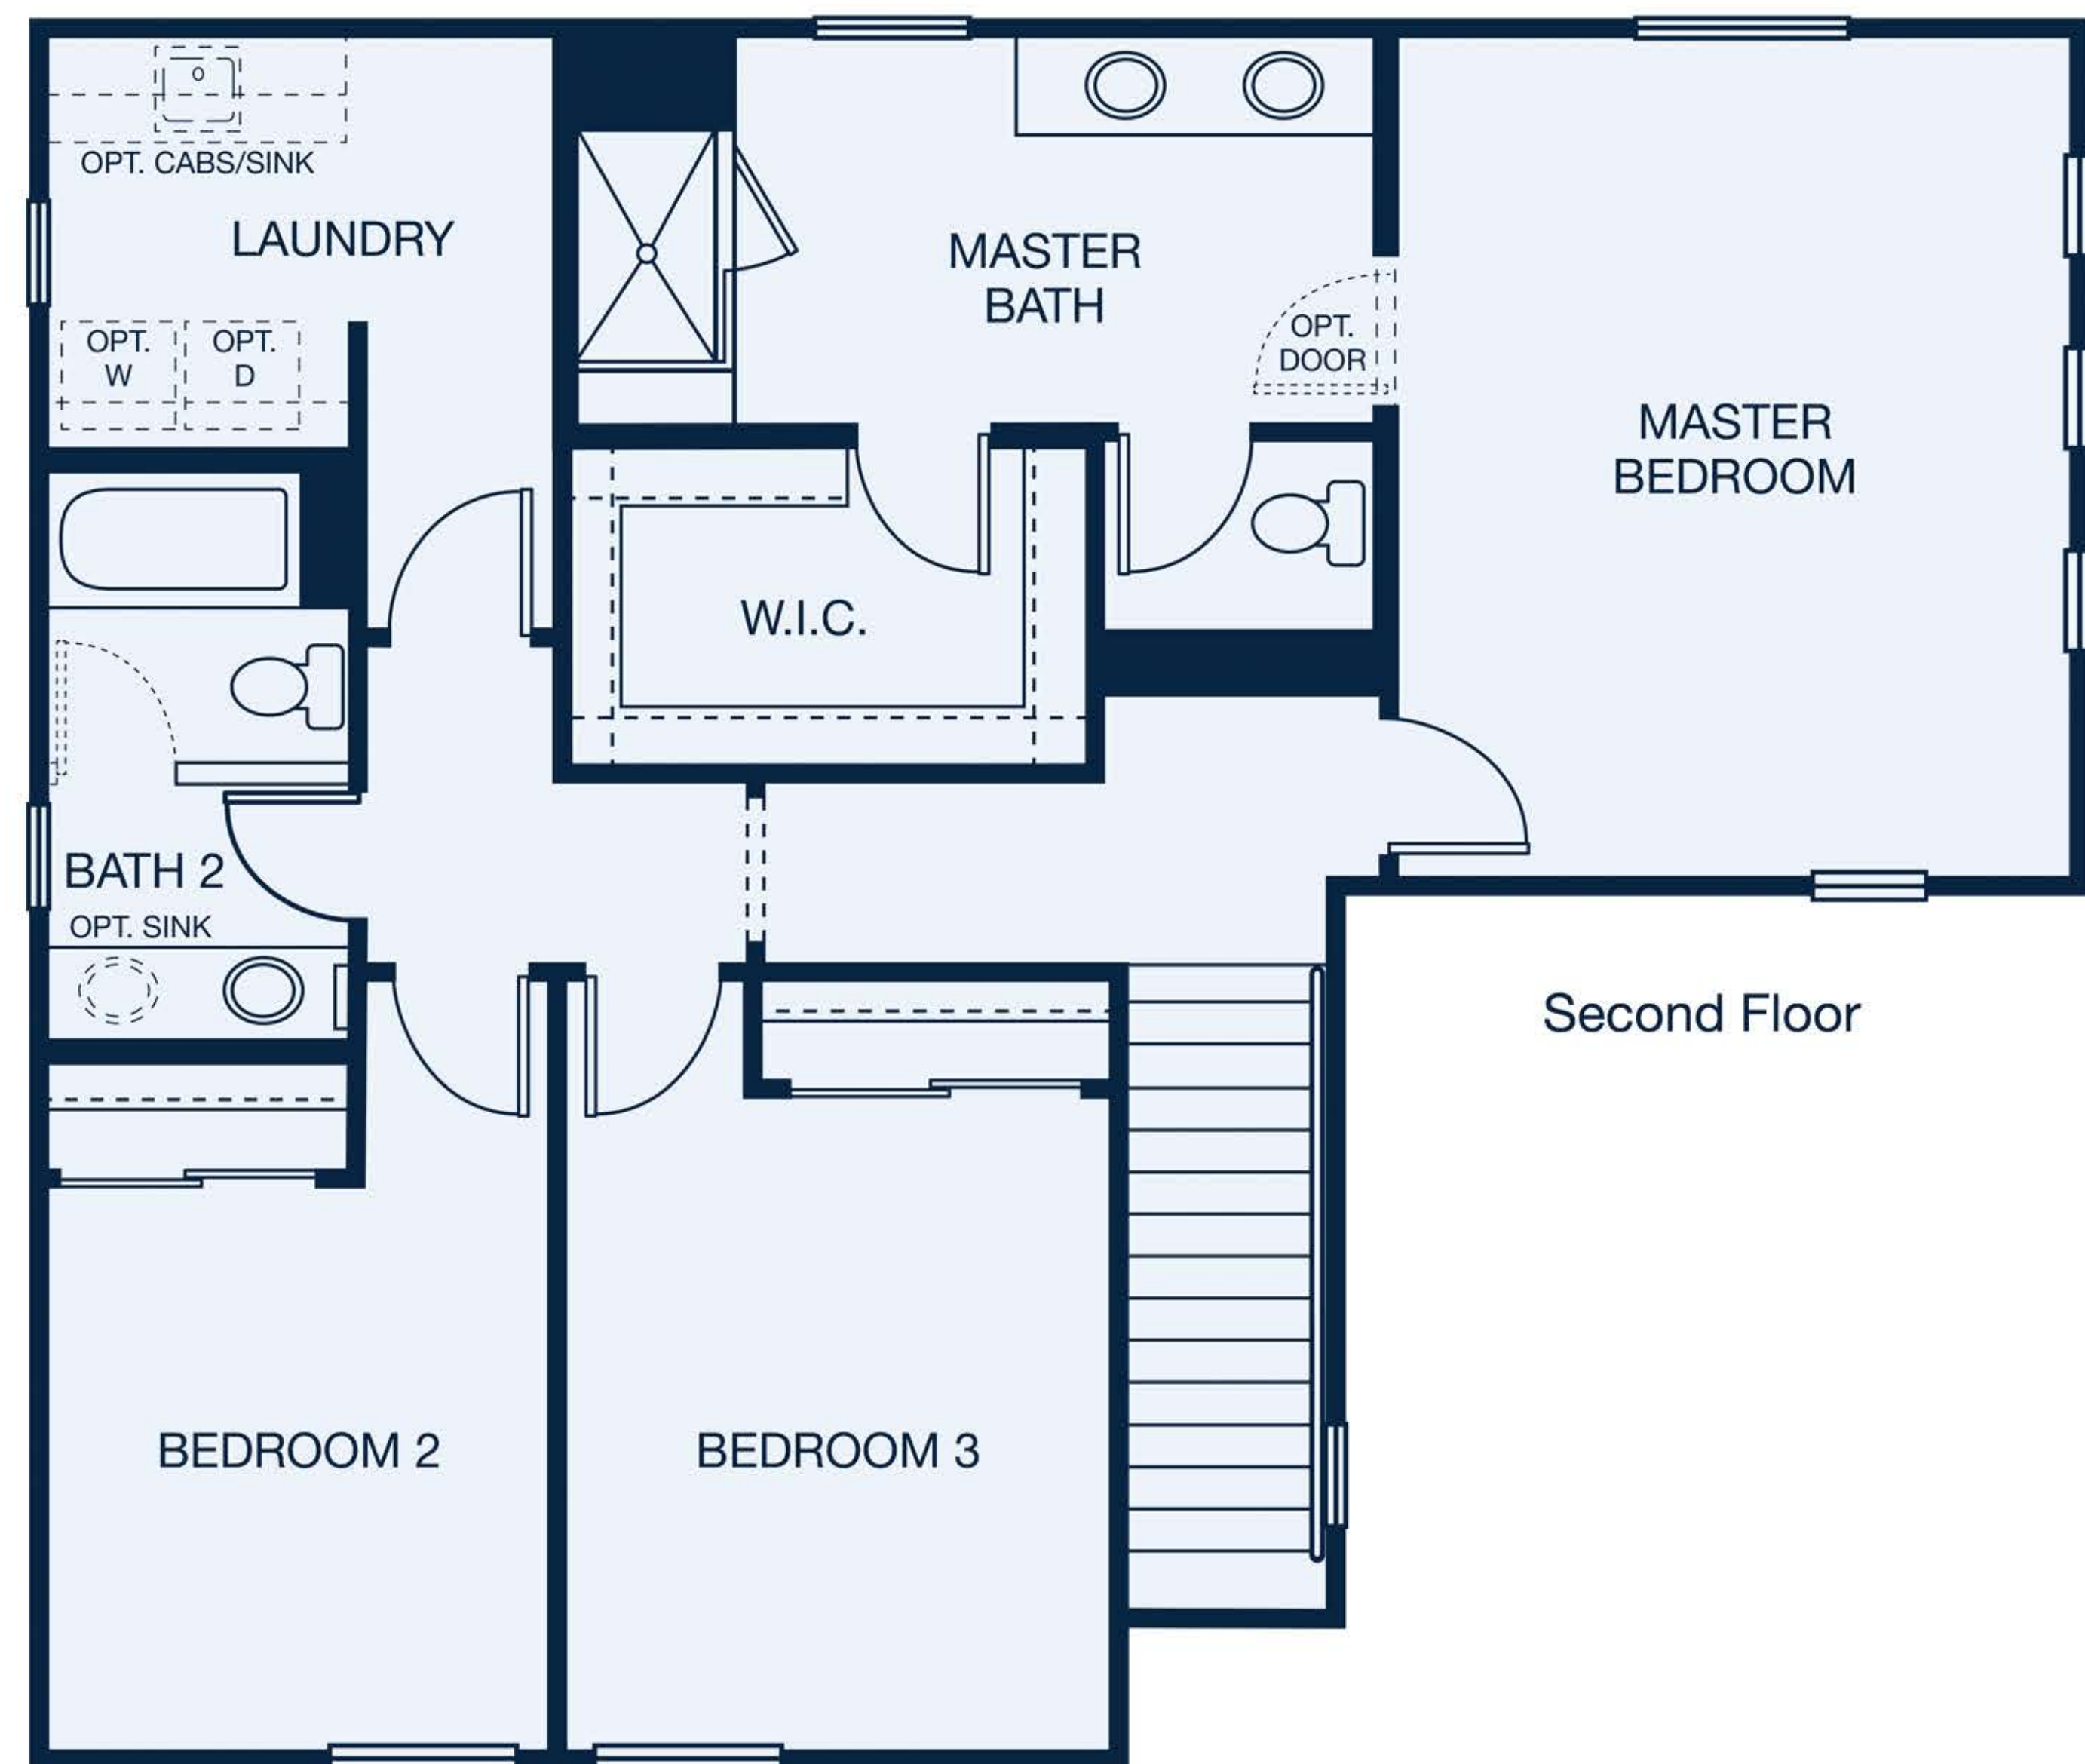 OPT. CABS/SINK
LAUNDRY
OPT.
W
OPT.
D
MASTER
BATH
OPT.
DOOR
MASTER
BEDROOM
W.I.C.
BATH 2
OPT. SINK
Second Floor
BEDROOM 2
BEDROOM 3